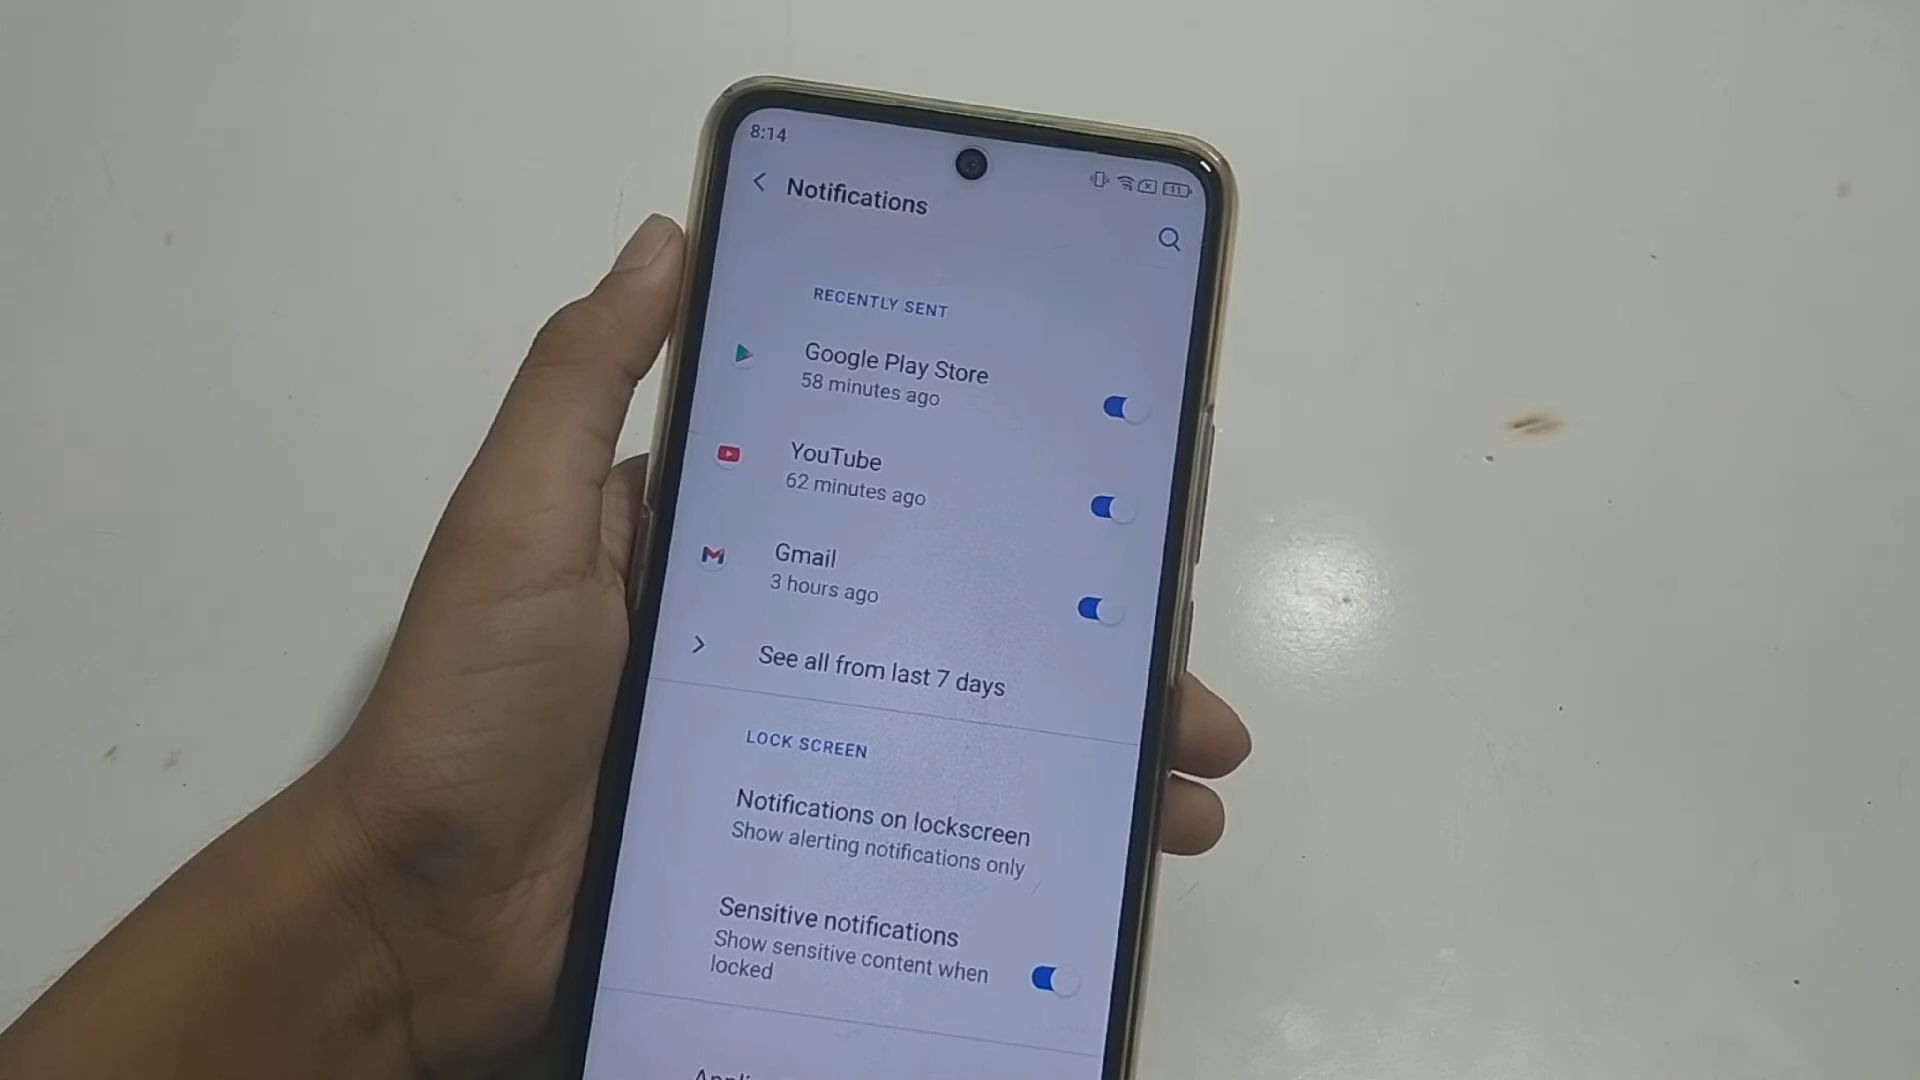 8:14
11
Notifications
RECENTLY SENT
Google Play Store
58 minutes ago
YouTube
62 minutes ago
Gmail
3 hours ago
See all from last 7 days
LOCK SCREEN
Notifications on lockscreen
Show alerting notifications only
Sensitive notifications
Show sensitive content when
locked